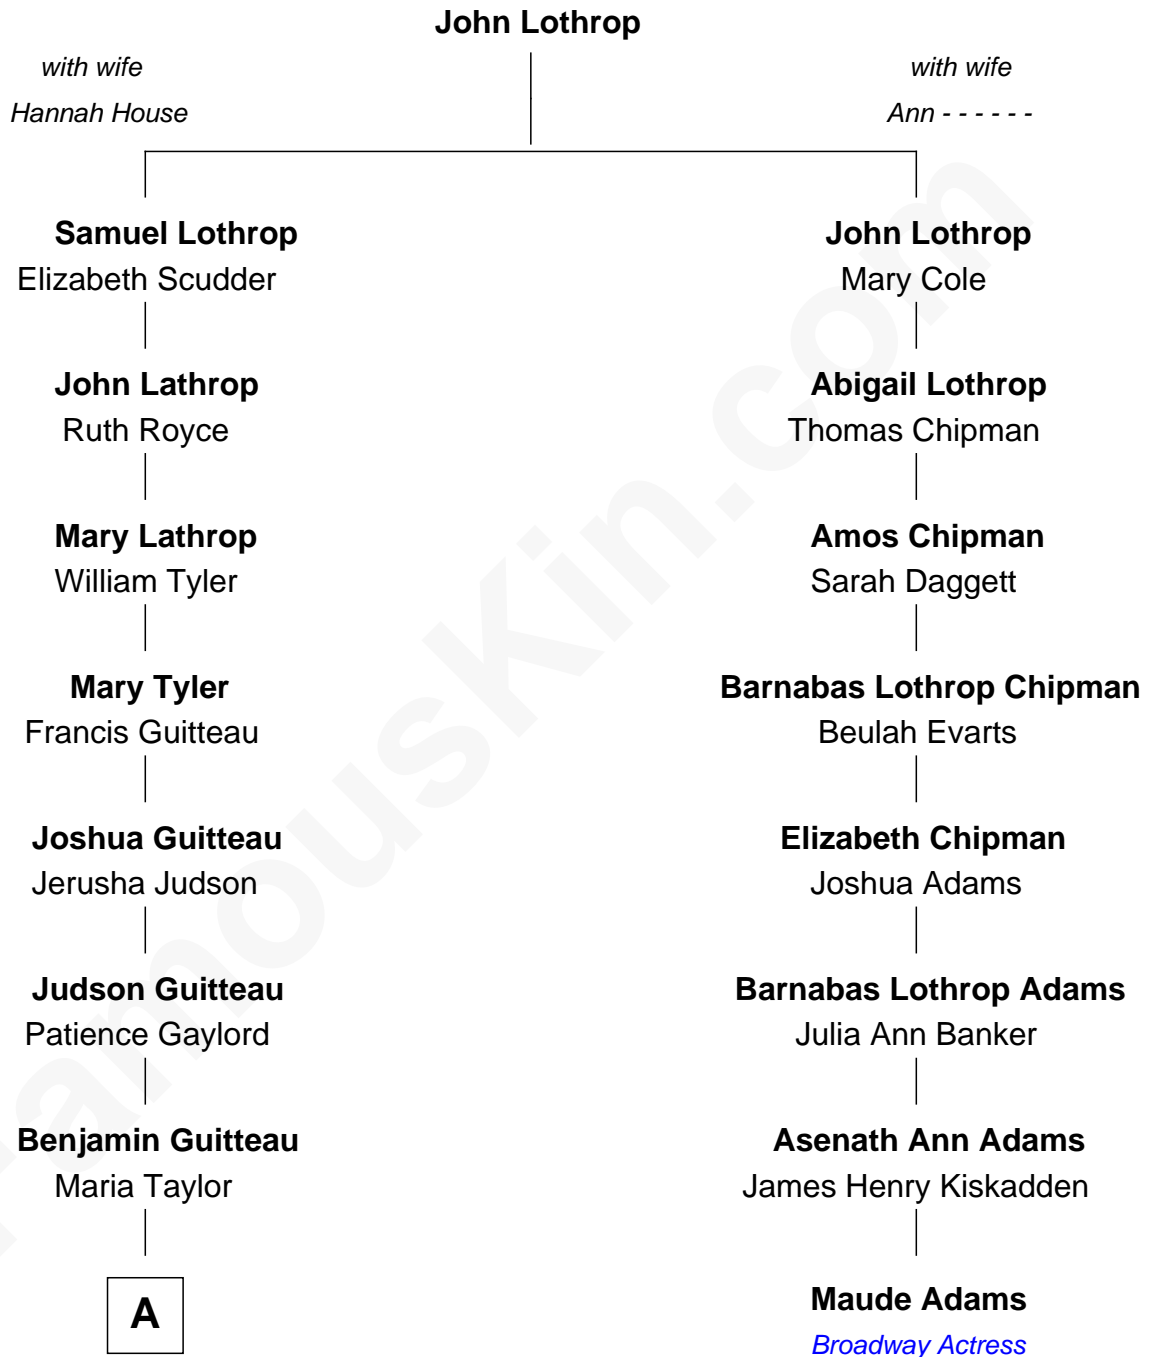 John Lothrop
with wife
Hannah House
with wife
Ann - - - - - -
Samuel Lothrop
Elizabeth Scudder
John Lothrop
Mary Cole
John Lathrop
Ruth Royce
Abigail Lothrop
Thomas Chipman
Mary Lathrop
William Tyler
Amos Chipman
Sarah Daggett
Mary Tyler
Francis Guitteau
Barnabas Lothrop Chipman
Beulah Evarts
Joshua Guitteau
Jerusha Judson
Elizabeth Chipman
Joshua Adams
Judson Guitteau
Patience Gaylord
Barnabas Lothrop Adams
Julia Ann Banker
Benjamin Guitteau
Maria Taylor
Asenath Ann Adams
James Henry Kiskadden
A
Maude Adams
Broadway Actress
FamousKin.com